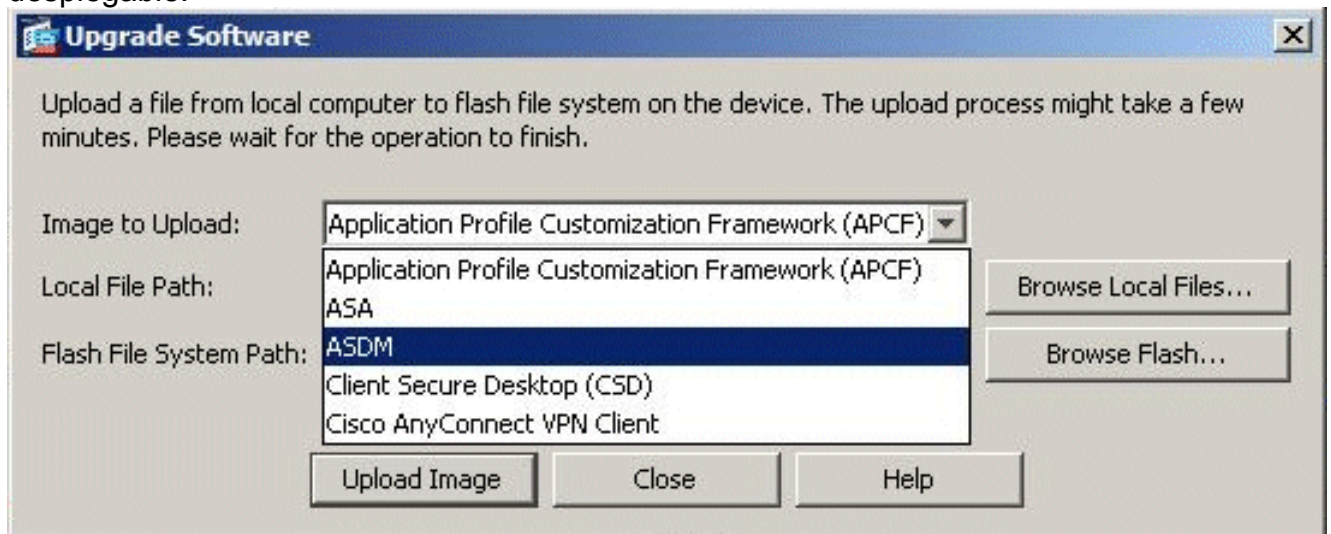 desplegable.
Upgrade Software
Upload a file from local computer to flash file system on the device. The upload process might take a few
minutes. Please wait for the operation to finish.
Image to Upload:
Application Profile Customization Framework (APCF)
Application Profile Customization Framework (APCF)
Local File Path:
Browse Local Files...
ASA
Flash File System Path:
ASDM
Browse Flash...
Client Secure Desktop (CSD)
Cisco AnyConnect VPN Client
Upload Image
Close
Help